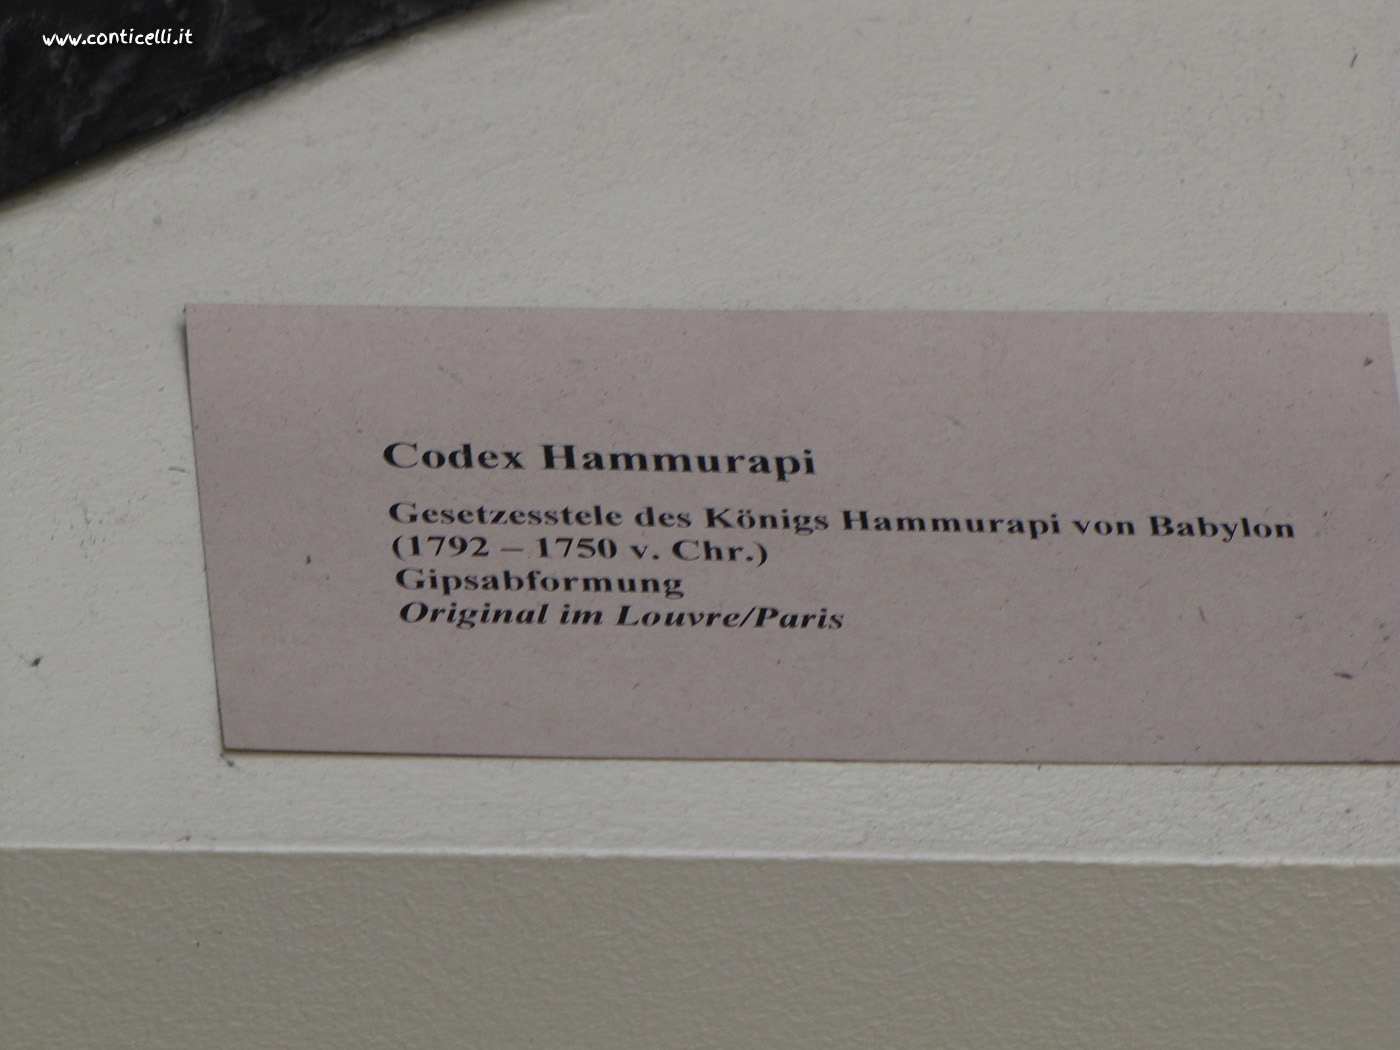 www.conticelli.it
Codex Hammurapi
Gesetzesstele des Königs Hammurapi von Babylon
(1792 – 1750 v. Chr.)
Gipsabformung
Original im Louvre/Paris